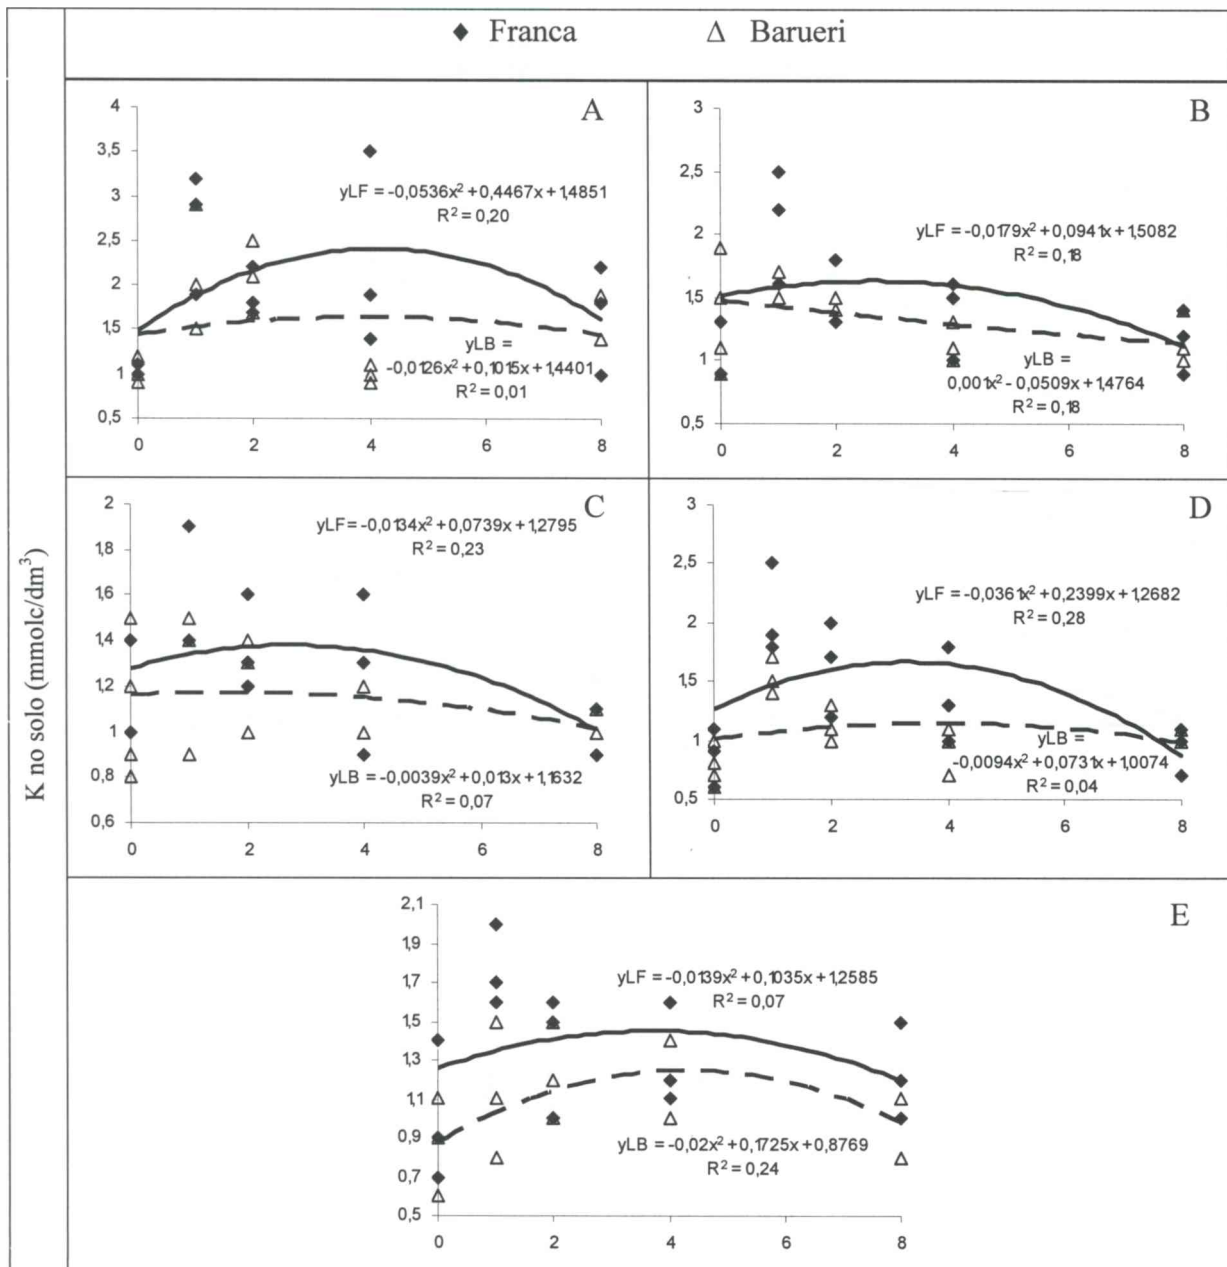 ◆ Franca △ Barueri
K no solo (mmolc/dm³)
A
4
3,5
3
2,5
2
1,5
1
0,5
0 2 4 6 8
yLF = -0,0536x² + 0,4467x + 1,4851
R² = 0,20
yLB =
-0,0126x² + 0,1015x + 1,4401
R² = 0,01
B
3
2,5
2
1,5
1
0,5
0 2 4 6 8
yLF = -0,0179x² + 0,0941x + 1,5082
R² = 0,18
yLB =
0,001x² - 0,0509x + 1,4764
R² = 0,18
C
2
1,8
1,6
1,4
1,2
1
0,8
0,6
0 2 4 6 8
yLF = -0,0134x² + 0,0739x + 1,2795
R² = 0,23
yLB = -0,0039x² + 0,013x + 1,1632
R² = 0,07
D
3
2,5
2
1,5
1
0,5
0 2 4 6 8
yLF = -0,0361x² + 0,2399x + 1,2682
R² = 0,28
yLB =
-0,0094x² + 0,0731x + 1,0074
R² = 0,04
E
2,1
1,9
1,7
1,5
1,3
1,1
0,9
0,7
0,5
0 2 4 6 8
yLF = -0,0139x² + 0,1035x + 1,2585
R² = 0,07
yLB = -0,02x² + 0,1725x + 0,8769
R² = 0,24